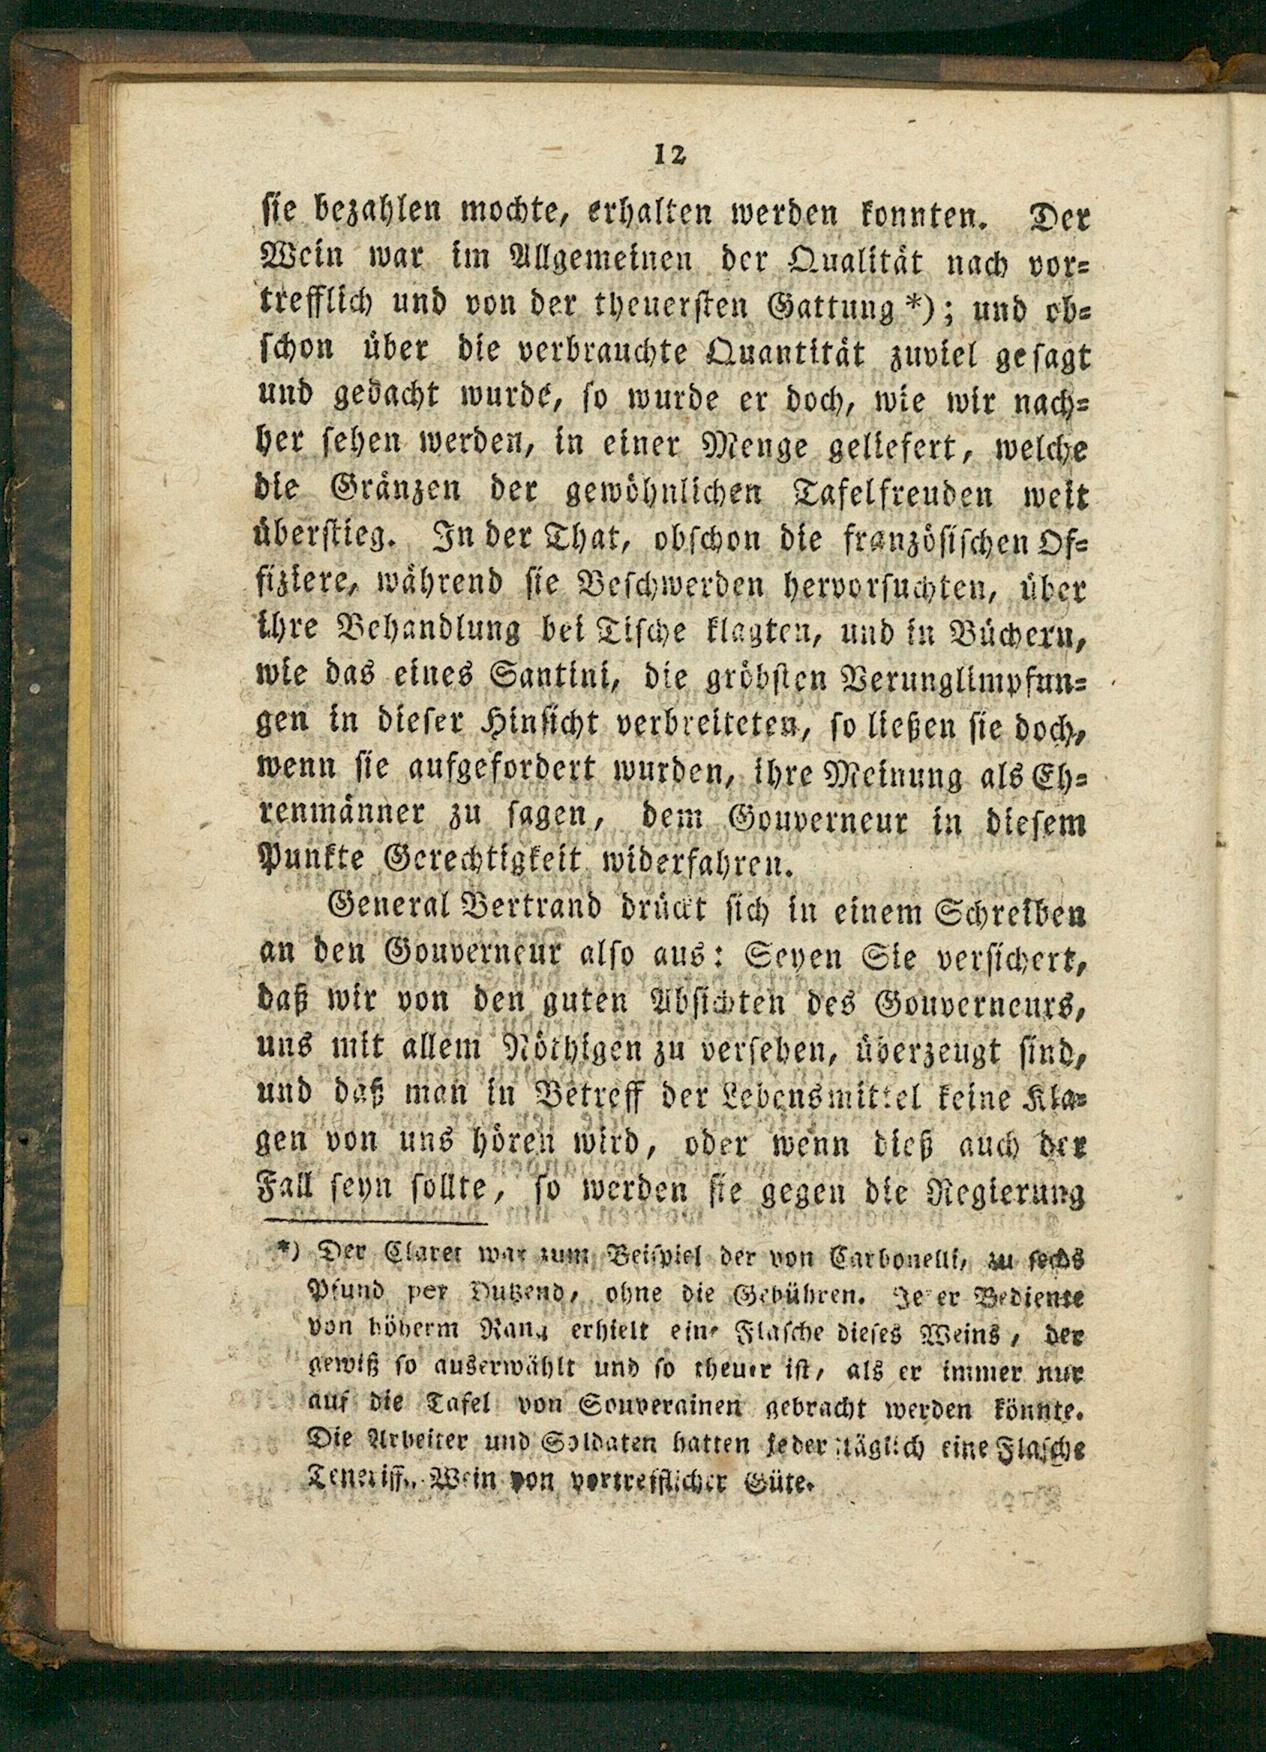 12
sie bezahlen mochte, erhalten werden konnten. Der
Wein war im Allgemeinen der Qualität nach vor-
trefflich und von der theuersten Gattung *); und ob-
schon über die verbrauchte Quantität zuviel gesagt
und gedacht wurde, so wurde er doch, wie wir nach-
her sehen werden, in einer Menge geliefert, welche
die Gränzen der gewöhnlichen Tafelfreuden weit
überstieg. In der That, obschon die französischen Of-
fiziere, während sie Beschwerden hervorsuchten, über
ihre Behandlung bei Tische klagten, und in Büchern,
wie das eines Santini, die gröbsten Verunglimpfun-
gen in dieser Hinsicht verbreiteten, so ließen sie doch,
wenn sie aufgefordert wurden, ihre Meinung als Eh-
renmänner zu sagen, dem Gouverneur in diesem
Punkte Gerechtigkeit widerfahren.
General Bertrand drückt sich in einem Schreiben
an den Gouverneur also aus: Seyen Sie versichert,
daß wir von den guten Absichten des Gouverneurs,
uns mit allem Nöthigen zu versehen, überzeugt sind,
und daß man in Betreff der Lebensmittel keine Kla-
gen von uns hören wird, oder wenn dieß auch der
Fall seyn sollte, so werden sie gegen die Regierung
*) Der Claret war zum Beispiel der von Carbonelli, zu sechs
Pfund per Dutzend, ohne die Gebühren. Jeder Bediente
von höherm Rang erhielt eine Flasche dieses Weins, der
gewiß so auserwählt und so theuer ist, als er immer nur
auf die Tafel von Souverainen gebracht werden könnte.
Die Arbeiter und Soldaten hatten jeder täglich eine Flasche
Teneriff. Wein von vortrefflicher Güte.